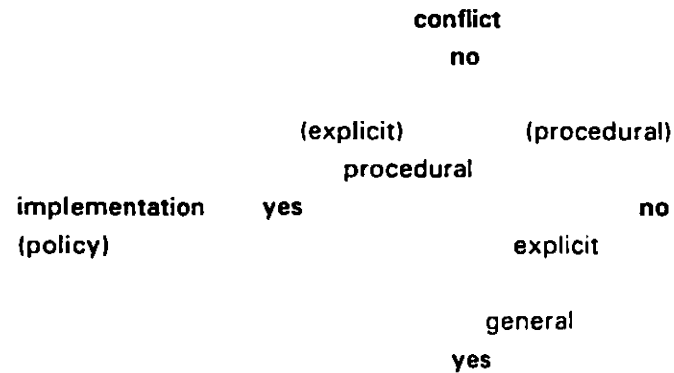 conflict
no
(explicit) (procedural)
procedural
implementation yes no
(policy) explicit
general
yes